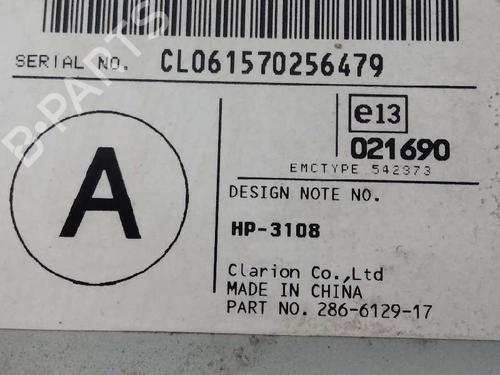 B-PARTS
SERIAL NO. CL061570256479
e13
021690
EMCTYPE 542373
A
DESIGN NOTE NO.
HP-3108
Clarion Co.,Ltd
MADE IN CHINA
PART NO. 286-6129-17